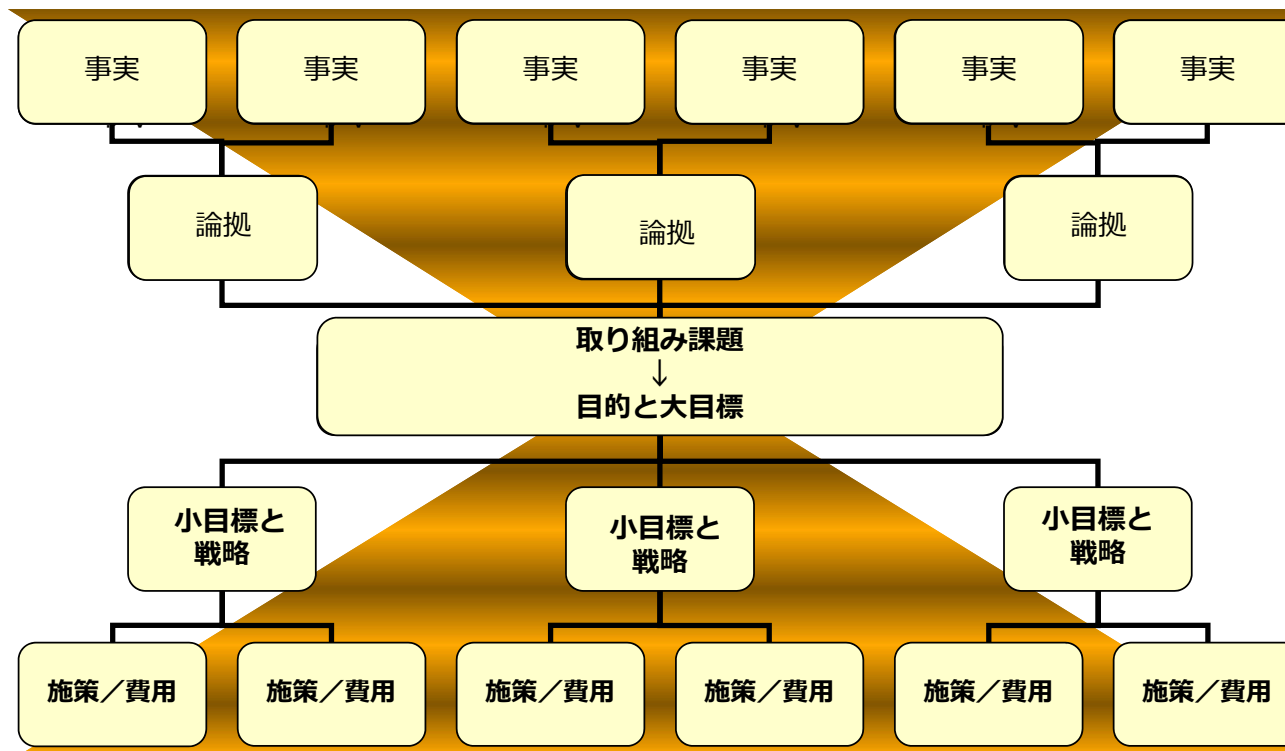 事実
事実
事実
事実
事実
事実
論拠
論拠
論拠
取り組み課題
↓
目的と大目標
小目標と
戦略
小目標と
戦略
小目標と
戦略
施策／費用
施策／費用
施策／費用
施策／費用
施策／費用
施策／費用